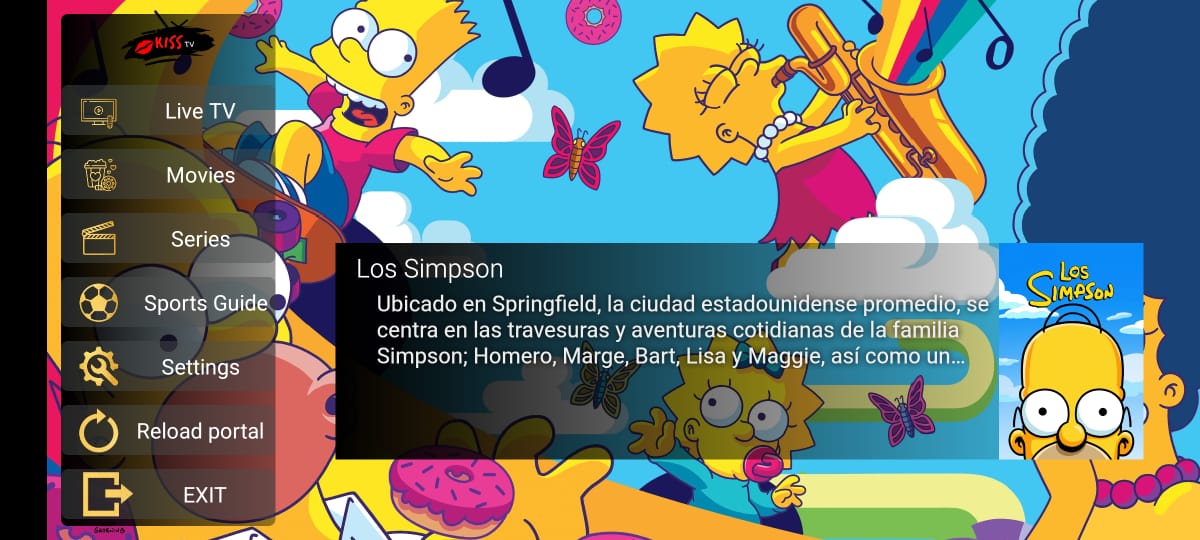 KISS TV
Live TV
Movies
Series
Sports Guide
Settings
Reload portal
EXIT
Los Simpson
Ubicado en Springfield, la ciudad estadounidense promedio, se
centra en las travesuras y aventuras cotidianas de la familia
Simpson; Homero, Marge, Bart, Lisa y Maggie, así como un...
Los
Simpson